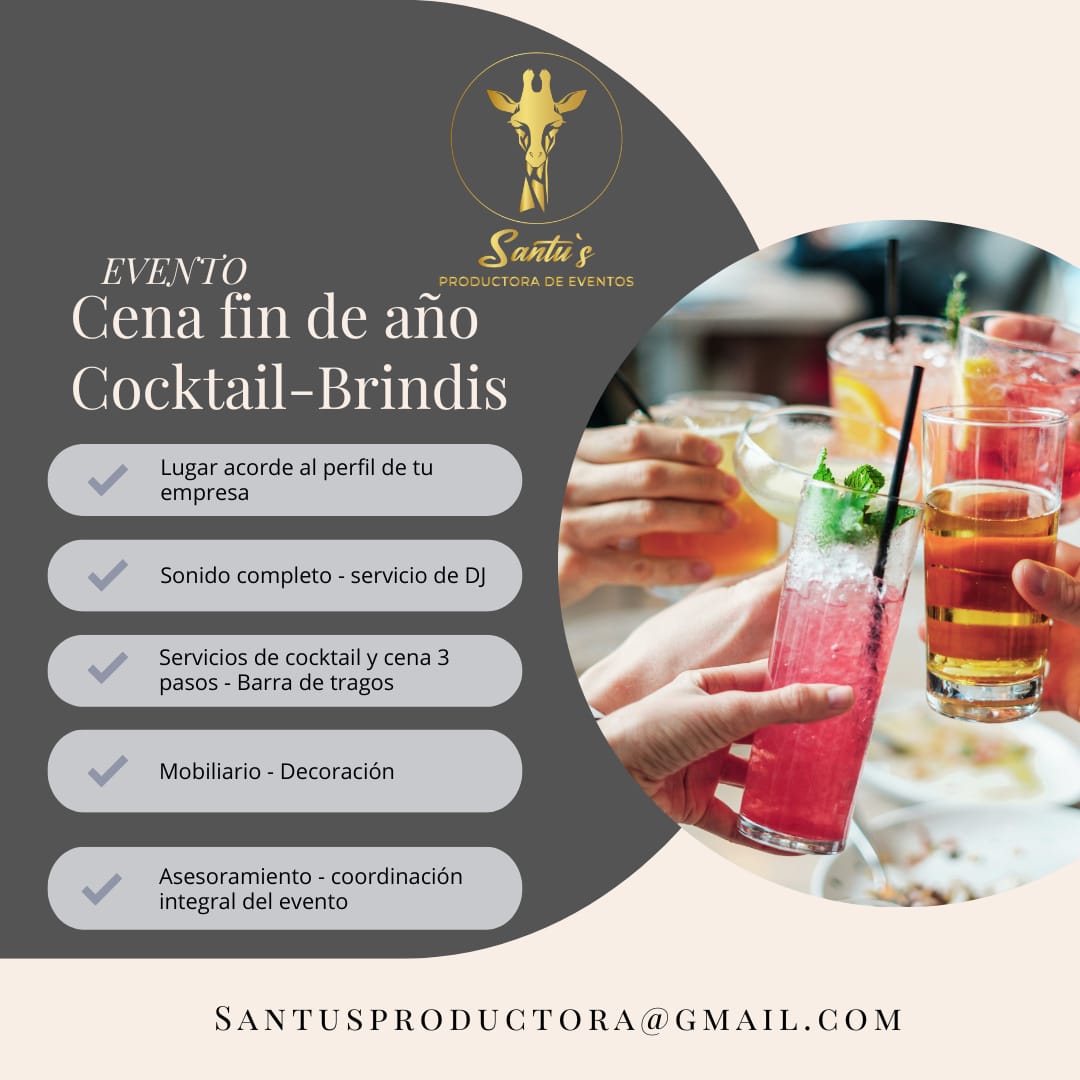 Santu`s
PRODUCTORA DE EVENTOS
EVENTO
Cena fin de año
Cocktail-Brindis
Lugar acorde al perfil de tu
empresa
Sonido completo - servicio de DJ
Servicios de cocktail y cena 3
pasos - Barra de tragos
Mobiliario - Decoración
Asesoramiento - coordinación
integral del evento
Santusproductora@gmail.com